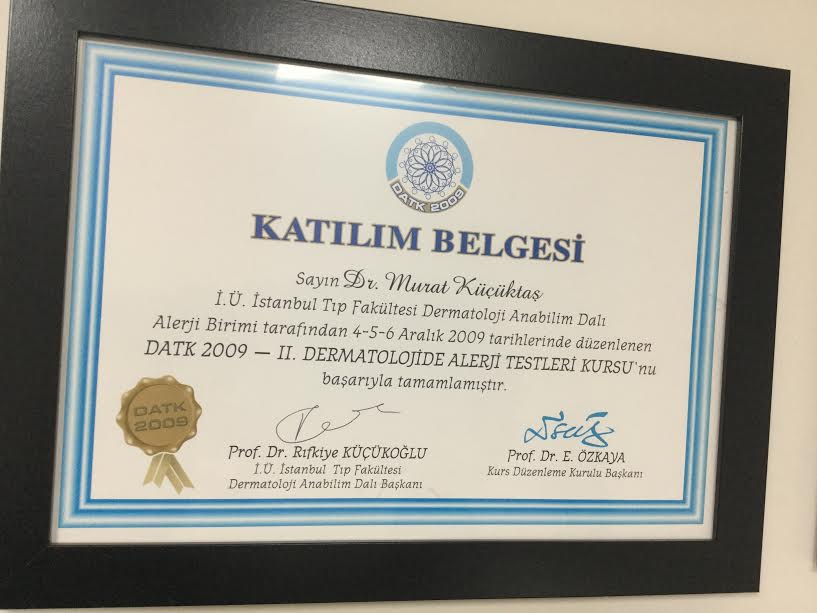 DATK 2009
KATILIM BELGESİ
Sayın Dr. Murat Küçüktaş
İ.Ü. İstanbul Tıp Fakültesi Dermatoloji Anabilim Dalı
Alerji Birimi tarafından 4-5-6 Aralık 2009 tarihlerinde düzenlenen
DATK 2009 — II. DERMATOLOJİDE ALERJİ TESTLERİ KURSU'nu
başarıyla tamamlamıştır.
DATK
2009
Prof. Dr. Rıfkiye KÜÇÜKOĞLU
İ.Ü. İstanbul Tıp Fakültesi
Dermatoloji Anabilim Dalı Başkanı
Prof. Dr. E. ÖZKAYA
Kurs Düzenleme Kurulu Başkanı